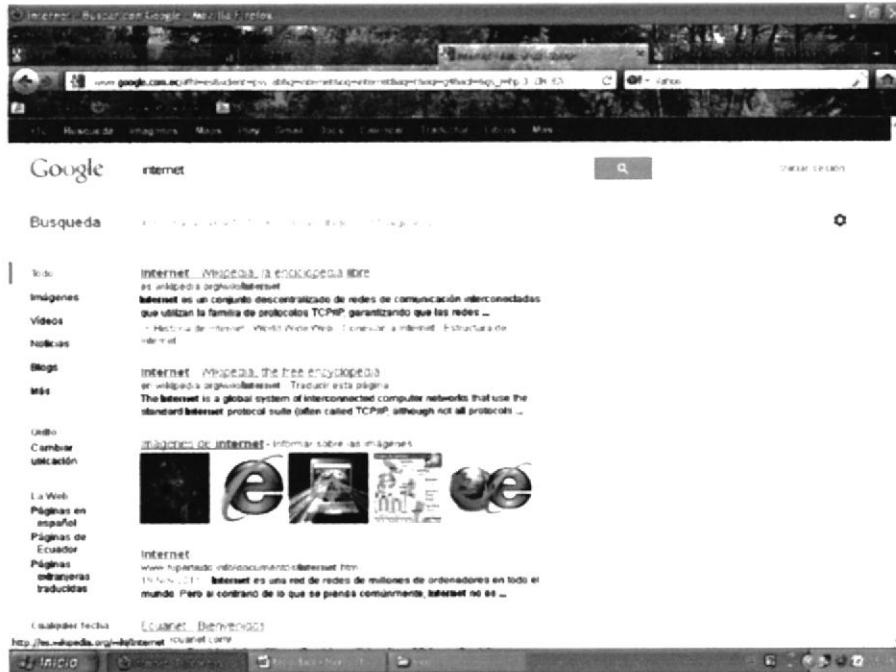 Internet - Buscar con Google - Mozilla Firefox
Búsqueda Imágenes Maps Play Gmail Docs Calendar Traductor Libros Más
Google internet
Iniciar sesión
Busqueda
Todo
Imágenes
Vídeos
Noticias
Blogs
Más
Quito
Cambiar
ubicación
La Web
Páginas en
español
Páginas de
Ecuador
Páginas
extranjeras
traducidas
Cualquier fecha
Internet - Wikipedia, la enciclopedia libre
es.wikipedia.org/wiki/Internet
Internet es un conjunto descentralizado de redes de comunicación interconectadas
que utilizan la familia de protocolos TCP/IP, garantizando que las redes ...
Historia de Internet - World Wide Web - Conexión a Internet - Estructura de
Internet
Internet - Wikipedia, the free encyclopedia
en.wikipedia.org/wiki/Internet - Traducir esta página
The Internet is a global system of interconnected computer networks that use the
standard Internet protocol suite (often called TCP/IP, although not all protocols ...
Imágenes de internet - Informar sobre las imágenes
Internet
Internet es una red de redes de millones de ordenadores en todo el
mundo. Pero al contrario de lo que se piensa comúnmente, Internet no es ...
Ecuanet - Bienvenidos
http://es.wikipedia.org/wiki/Internet
Inicio